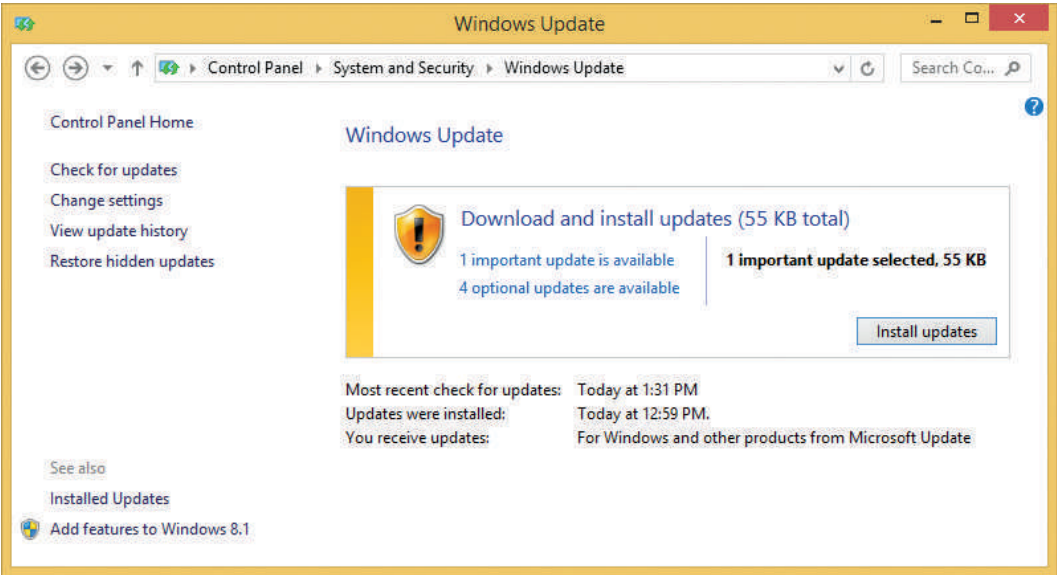 Windows Update
Control Panel ▸ System and Security ▸ Windows Update
Search Co...
Control Panel Home
Check for updates
Change settings
View update history
Restore hidden updates
See also
Installed Updates
Add features to Windows 8.1
Windows Update
Download and install updates (55 KB total)
1 important update is available
4 optional updates are available
1 important update selected, 55 KB
Install updates
Most recent check for updates: Today at 1:31 PM
Updates were installed: Today at 12:59 PM.
You receive updates: For Windows and other products from Microsoft Update